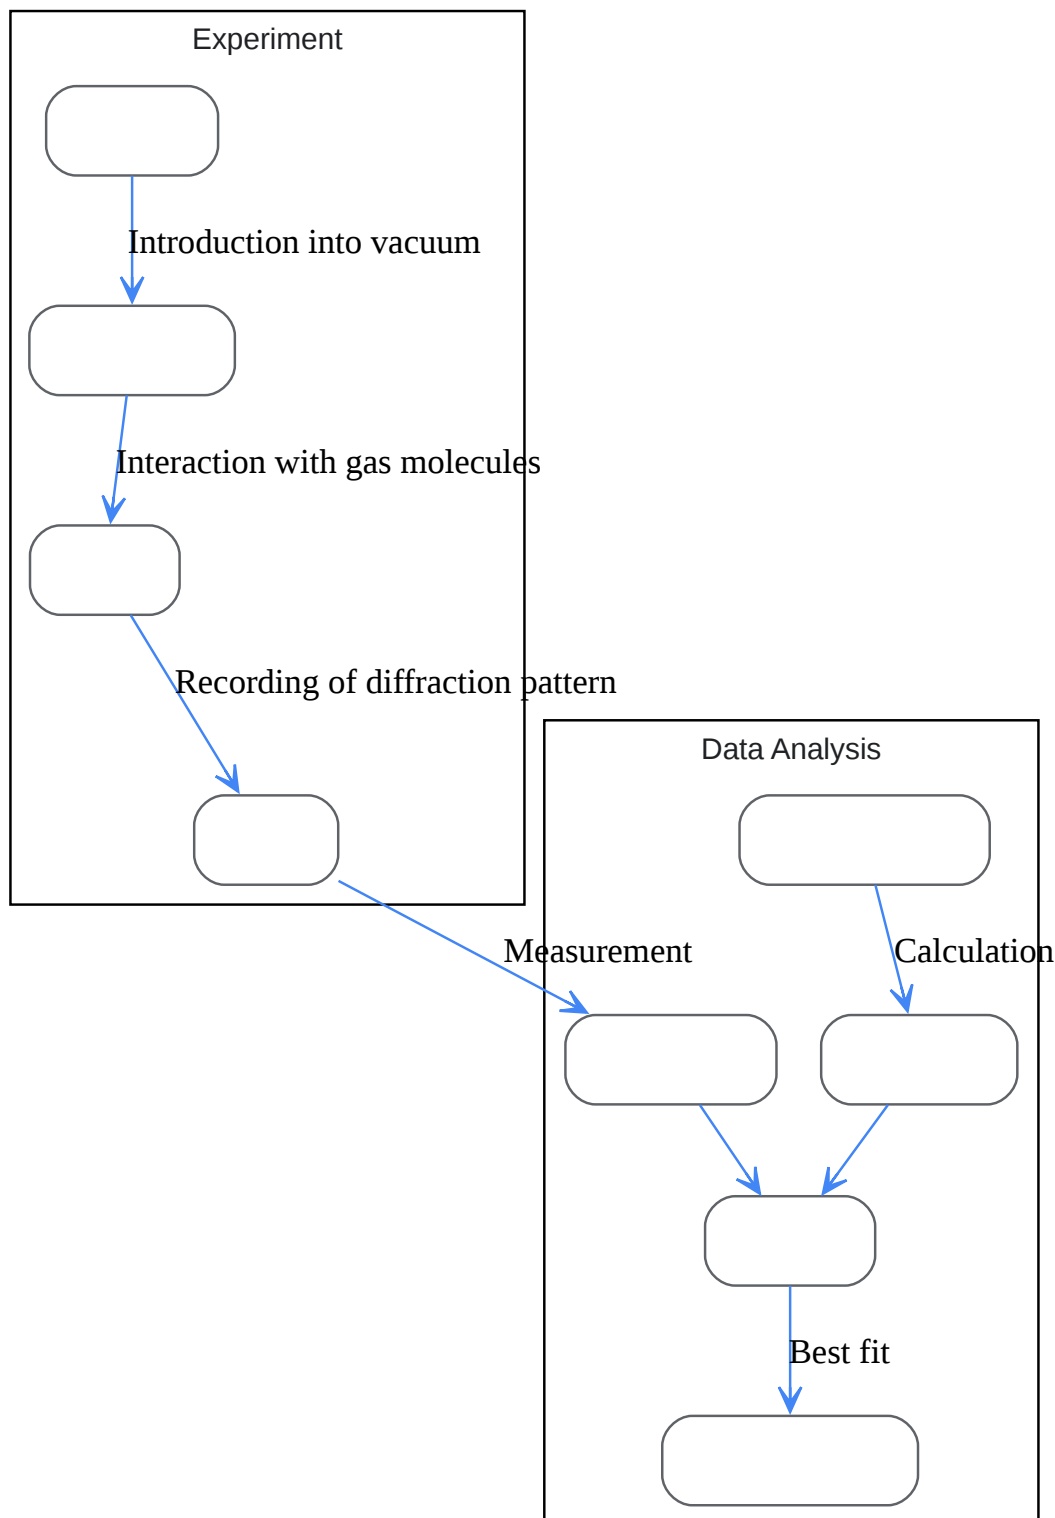 Experiment
Introduction into vacuum
Interaction with gas molecules
Recording of diffraction pattern
Data Analysis
Measurement
Calculation
Best fit